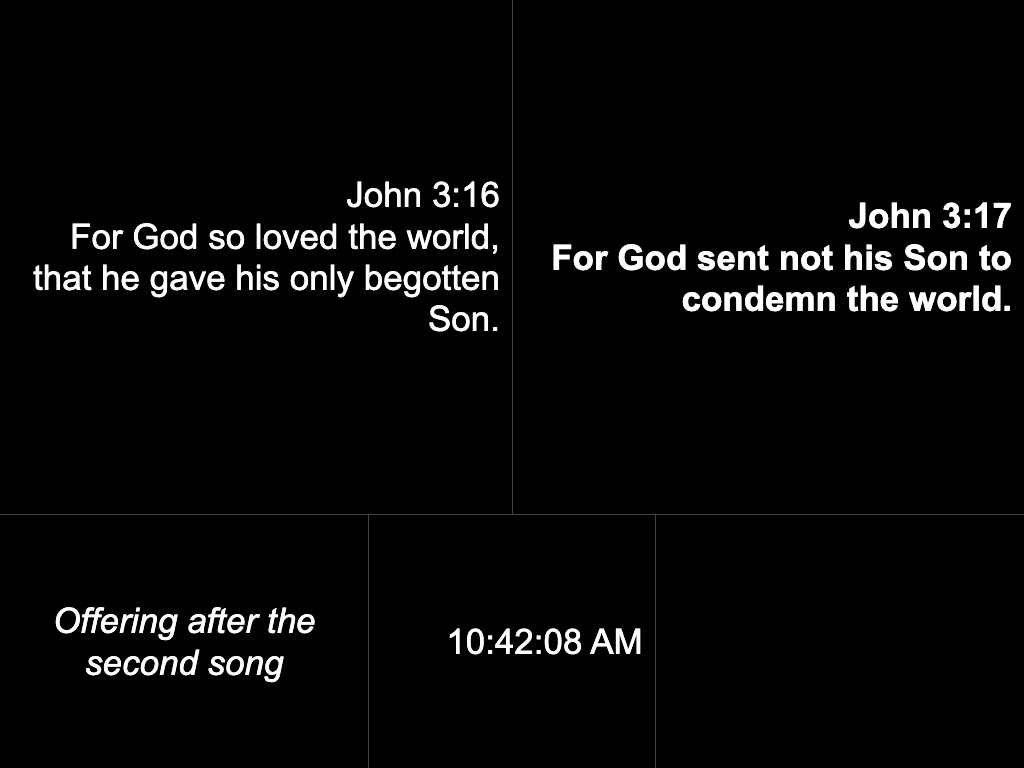 John 3:16
For God so loved the world,
that he gave his only begotten
Son.
John 3:17
For God sent not his Son to
condemn the world.
Offering after the
second song
10:42:08 AM